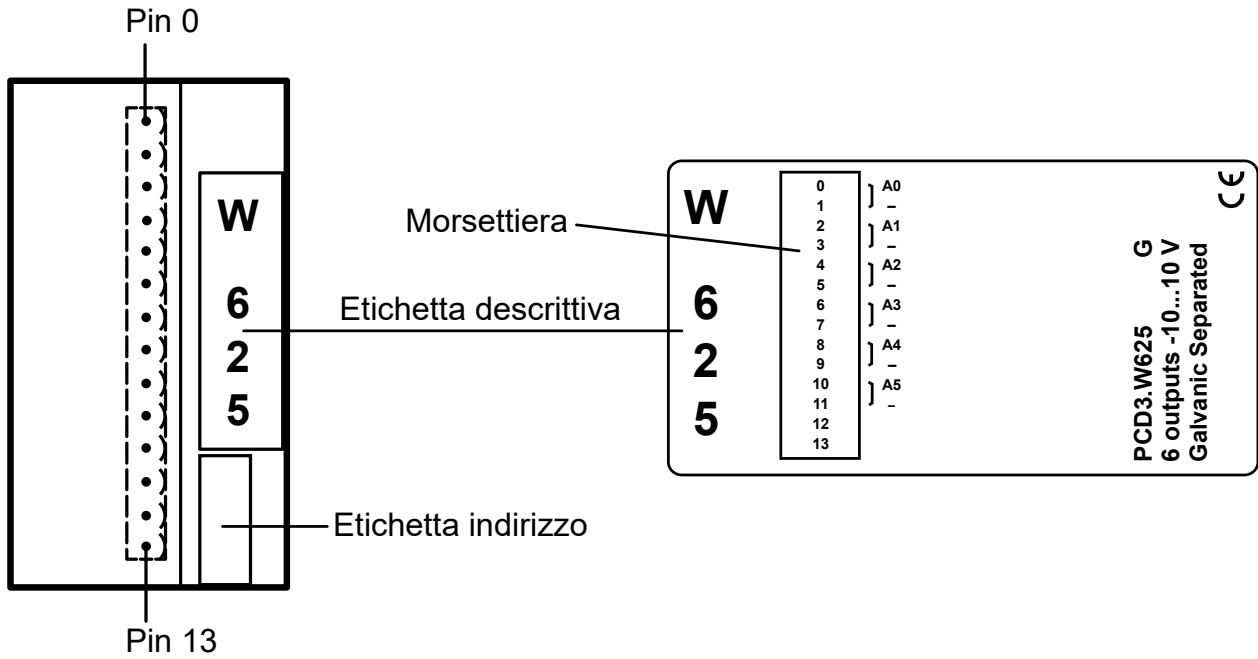 Pin 0
W
6
2
5
Pin 13
Morsettiera
Etichetta descrittiva
Etichetta indirizzo
W
6
2
5
0 A0
1 –
2 A1
3 –
4 A2
5 –
6 A3
7 –
8 A4
9 –
10 A5
11 –
12
13
PCD3.W625 G
6 outputs -10...10 V
Galvanic Separated
CE